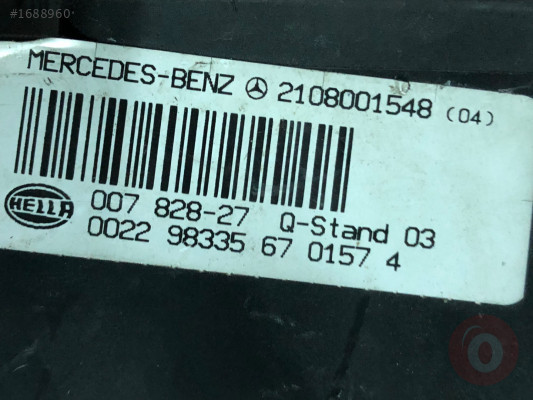 #1688960
MERCEDES-BENZ 2108001548 (04)
HELLA
007 828-27 Q-Stand 03
0022 98335 67 0157 4